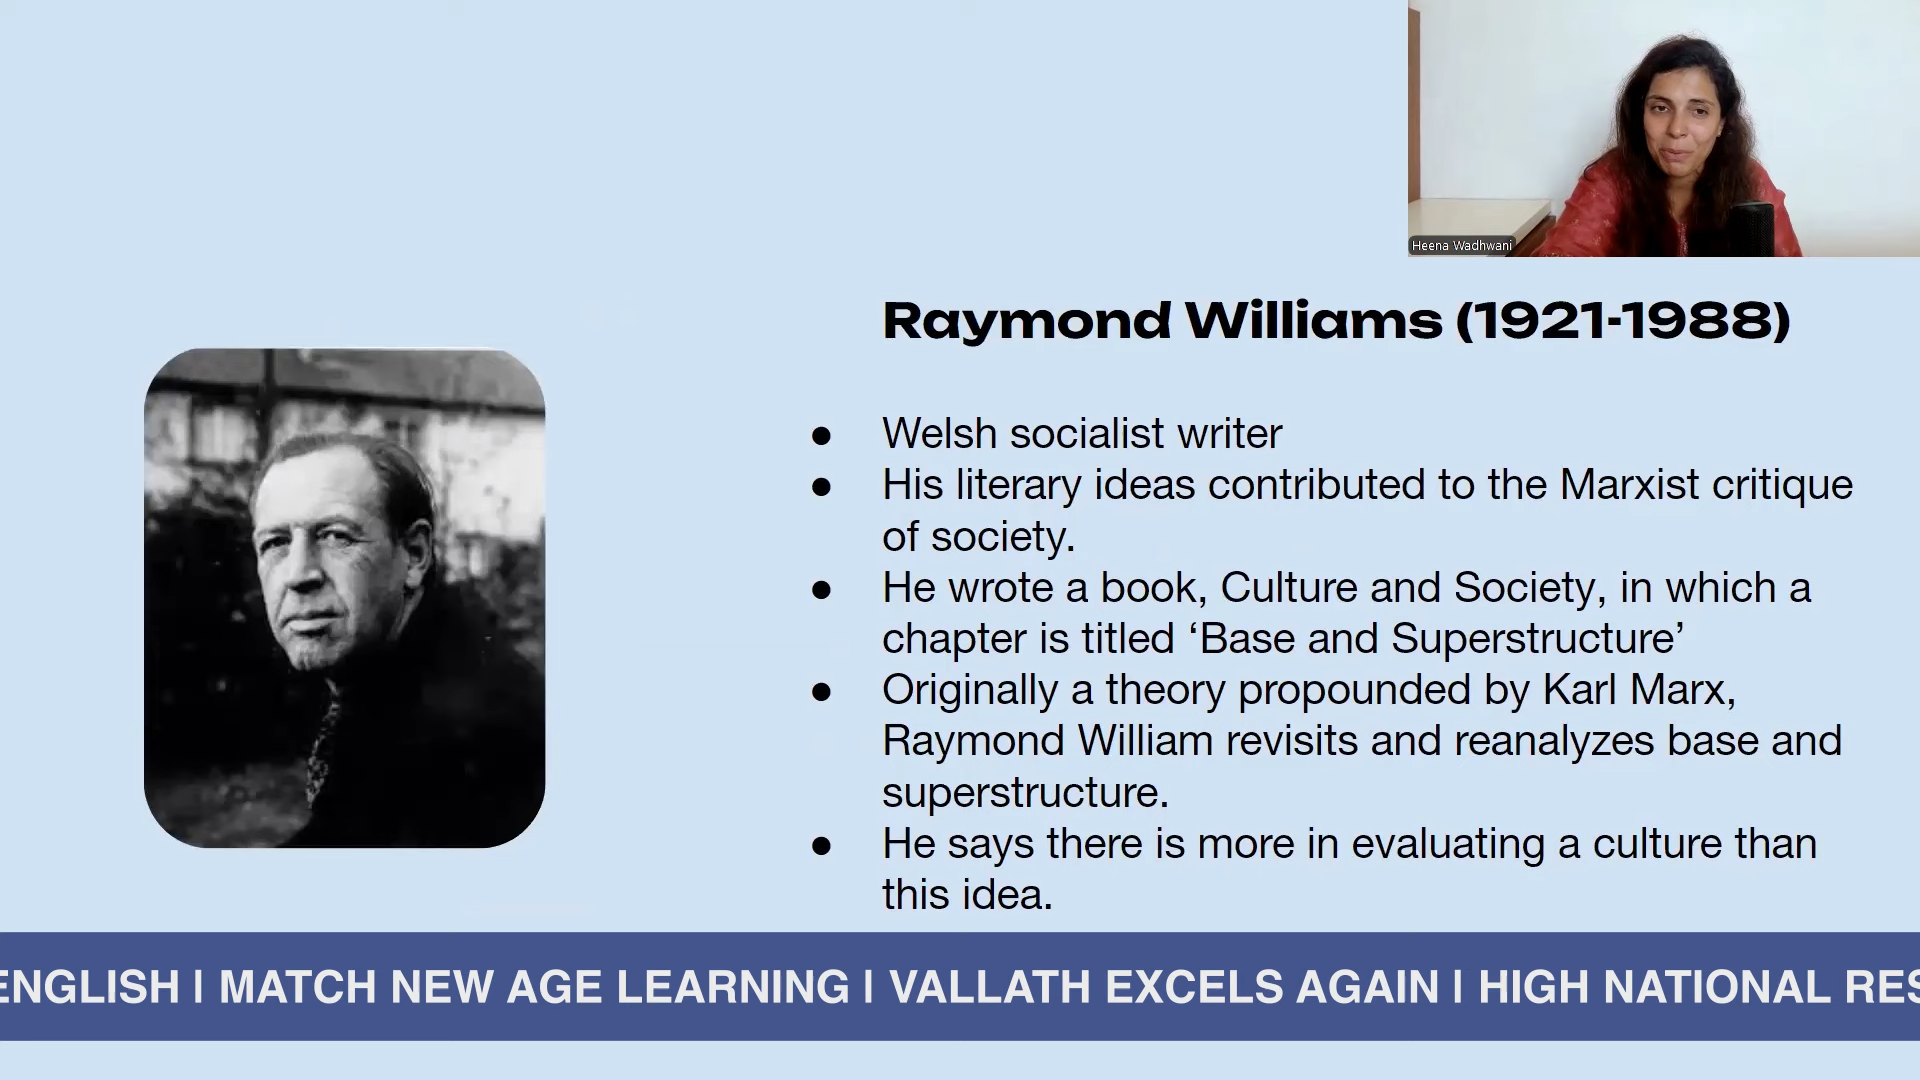 Heena Wadhwani
Raymond Williams (1921-1988)
● Welsh socialist writer
● His literary ideas contributed to the Marxist critique
of society.
● He wrote a book, Culture and Society, in which a
chapter is titled ‘Base and Superstructure’
● Originally a theory propounded by Karl Marx,
Raymond William revisits and reanalyzes base and
superstructure.
● He says there is more in evaluating a culture than
this idea.
ENGLISH | MATCH NEW AGE LEARNING | VALLATH EXCELS AGAIN | HIGH NATIONAL RES